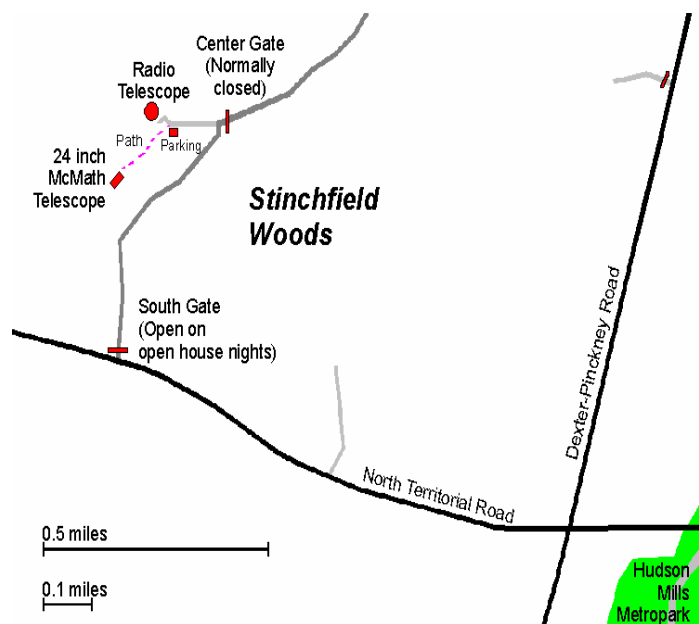 Center Gate
(Normally
closed)
Radio
Telescope
Path
Parking
24 inch
McMath
Telescope
Stinchfield
Woods
South Gate
(Open on
open house nights)
Dexter-Pinckney Road
North Territorial Road
0.5 miles
0.1 miles
Hudson
Mills
Metropark